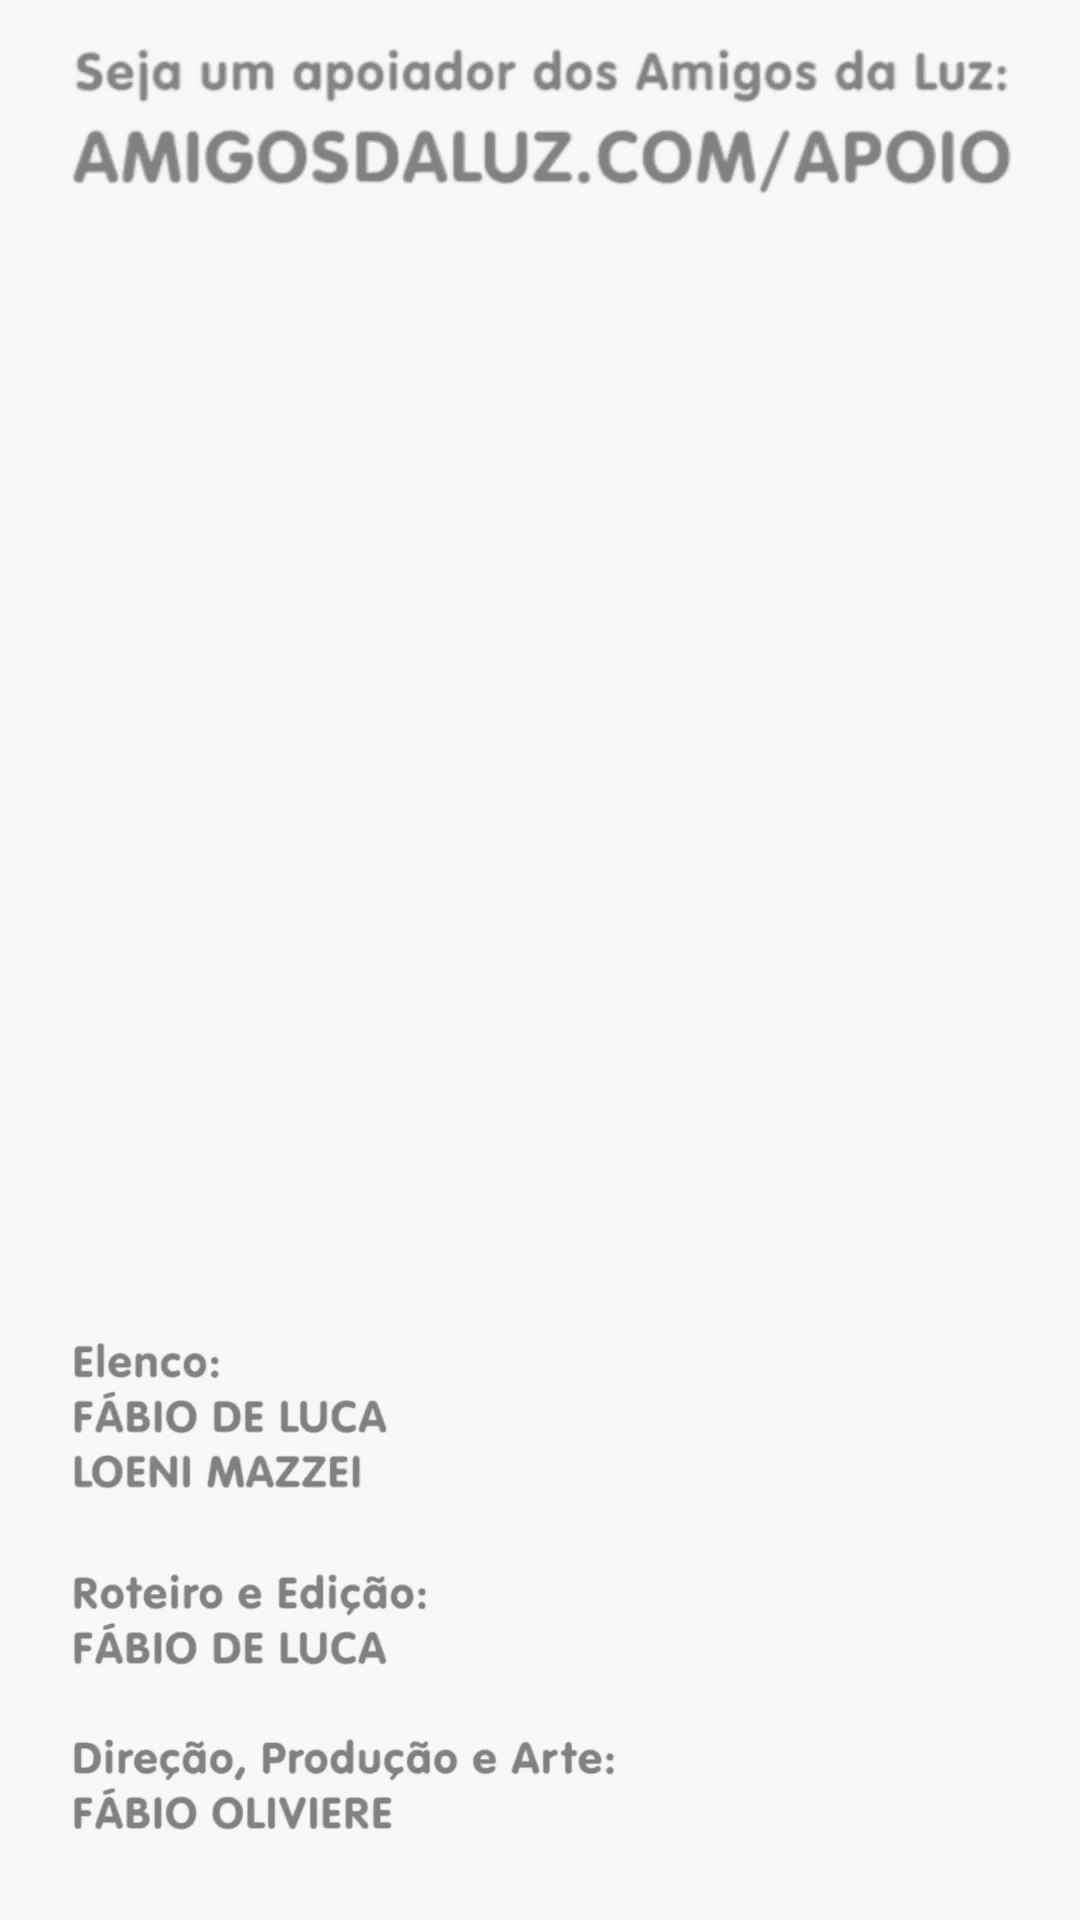 Seja um apoiador dos Amigos da Luz:
AMIGOSDALUZ.COM/APOIO
Elenco:
FÁBIO DE LUCA
LOENI MAZZEI
Roteiro e Edição:
FÁBIO DE LUCA
Direção, Produção e Arte:
FÁBIO OLIVIERE